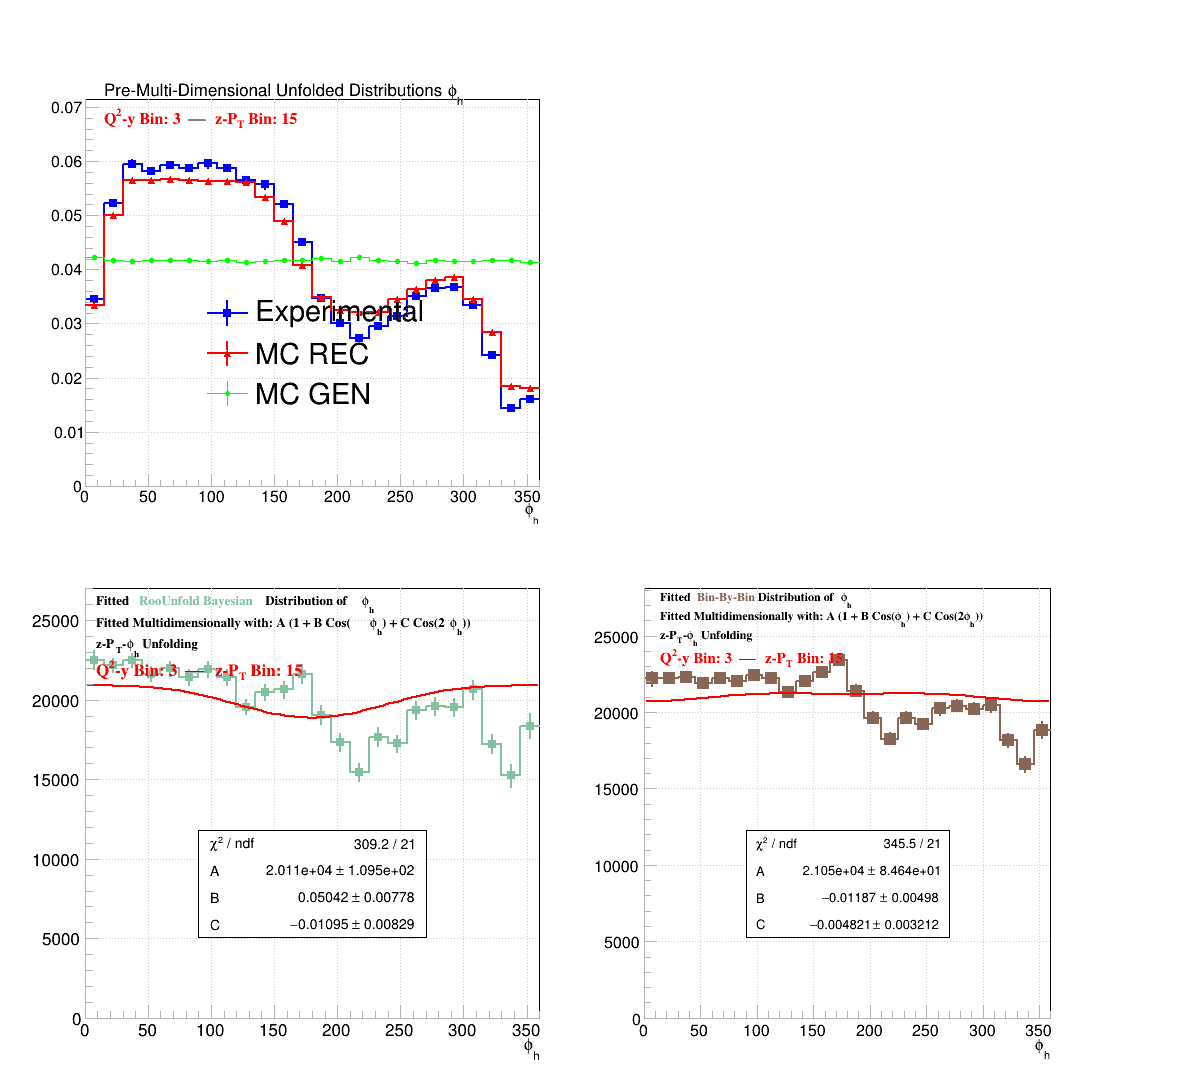 Pre-Multi-Dimensional Unfolded Distributions ϕh
Q2-y Bin: 3 — z-PT Bin: 15
0.07
0.06
0.05
0.04
0.03
0.02
0.01
0
Experimental
MC REC
MC GEN
0 50 100 150 200 250 300 350
ϕh
Fitted RooUnfold Bayesian Distribution of ϕh
Fitted Multidimensionally with: A (1 + B Cos( ϕh) + C Cos(2 ϕh))
z-PT-ϕh Unfolding
Q2-y Bin: 3 — z-PT Bin: 15
25000
20000
15000
10000
5000
0
χ2 / ndf 309.2 / 21
A 2.011e+04 ± 1.095e+02
B 0.05042 ± 0.00778
C −0.01095 ± 0.00829
0 50 100 150 200 250 300 350
ϕh
Fitted Bin-By-Bin Distribution of ϕh
Fitted Multidimensionally with: A (1 + B Cos(ϕh) + C Cos(2ϕh))
z-PT-ϕh Unfolding
Q2-y Bin: 3 — z-PT Bin: 15
25000
20000
15000
10000
5000
0
χ2 / ndf 345.5 / 21
A 2.105e+04 ± 8.464e+01
B −0.01187 ± 0.00498
C −0.004821 ± 0.003212
0 50 100 150 200 250 300 350
ϕh